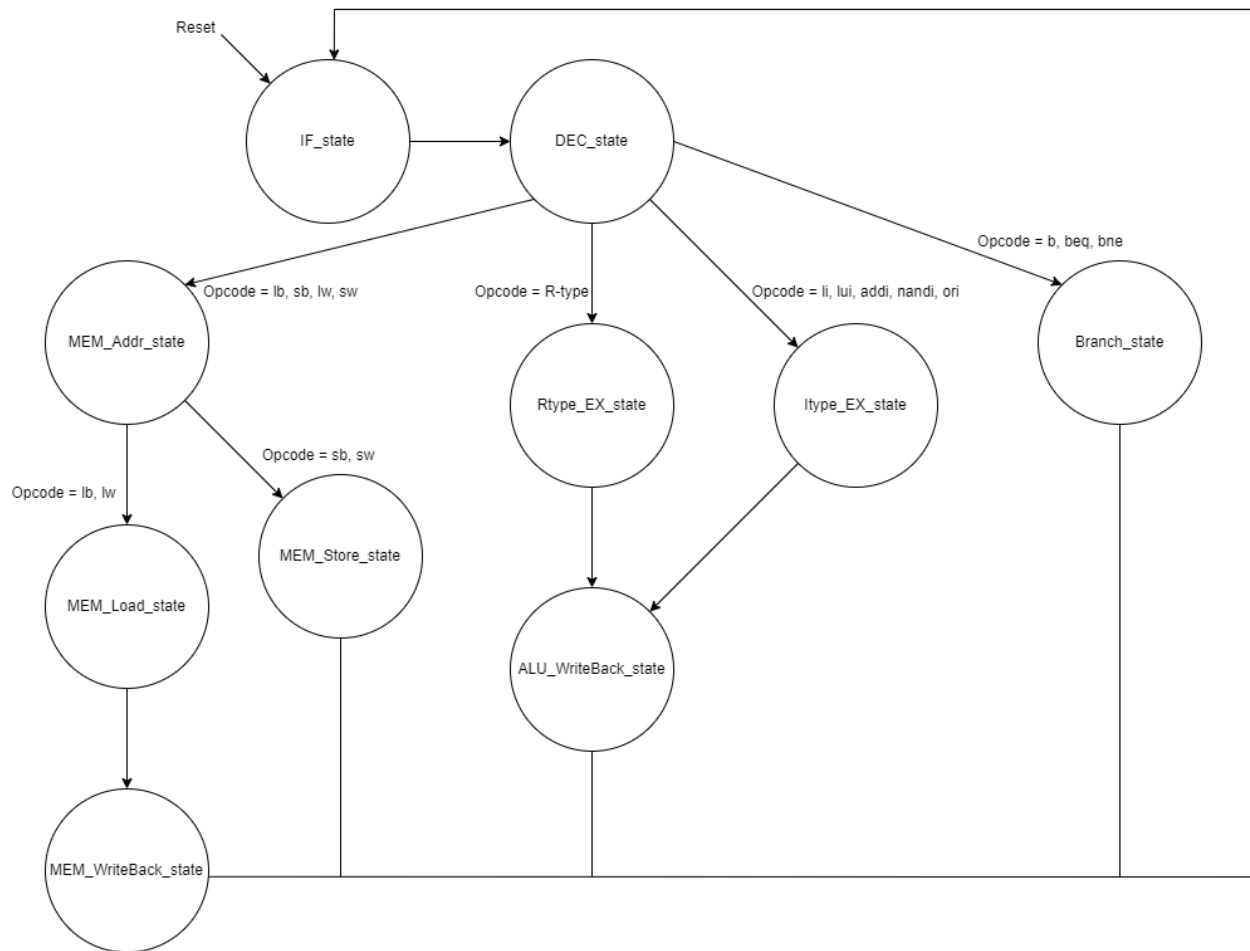 Reset
IF_state
DEC_state
Opcode = b, beq, bne
Opcode = lb, sb, lw, sw
Opcode = R-type
Opcode = li, lui, addi, nandi, ori
MEM_Addr_state
Branch_state
Rtype_EX_state
Itype_EX_state
Opcode = sb, sw
Opcode = lb, lw
MEM_Store_state
MEM_Load_state
ALU_WriteBack_state
MEM_WriteBack_state